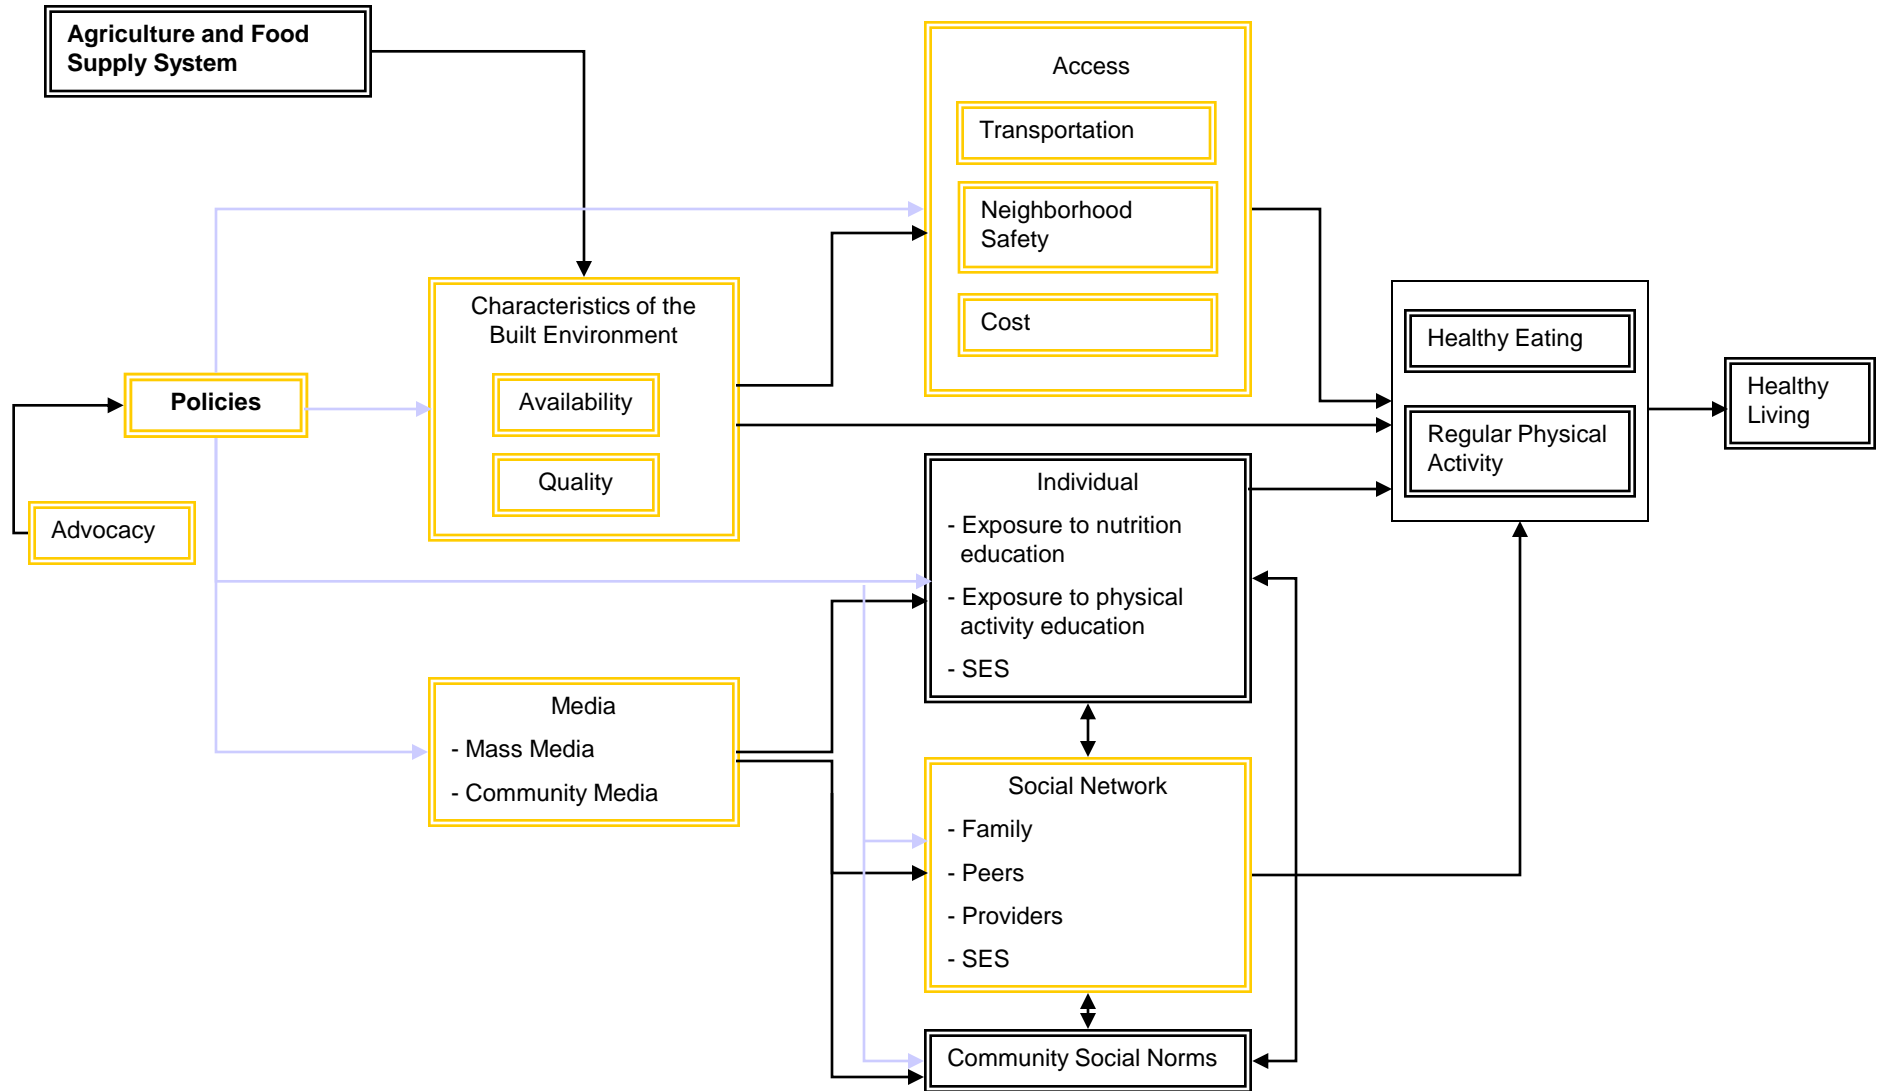 Agriculture and Food
Supply System
Access
Transportation
Neighborhood
Safety
Cost
Characteristics of the
Built Environment
Availability
Quality
Policies
Advocacy
Healthy Eating
Regular Physical
Activity
Healthy
Living
Individual
- Exposure to nutrition
education
- Exposure to physical
activity education
- SES
Media
- Mass Media
- Community Media
Social Network
- Family
- Peers
- Providers
- SES
Community Social Norms